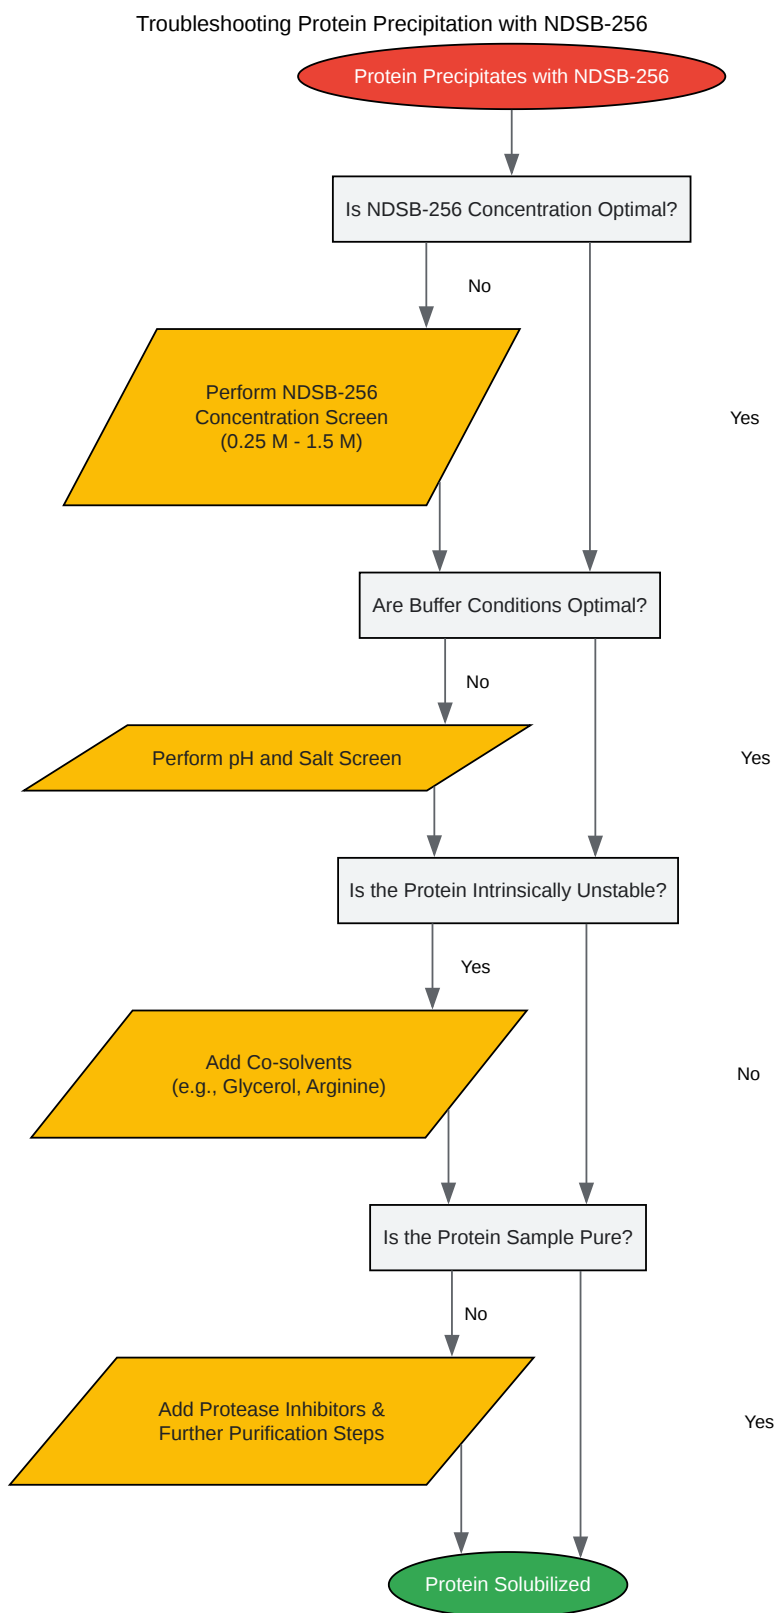 Troubleshooting Protein Precipitation with NDSB-256
Protein Precipitates with NDSB-256
Is NDSB-256 Concentration Optimal?
No
Perform NDSB-256
Concentration Screen
(0.25 M - 1.5 M)
Yes
Are Buffer Conditions Optimal?
No
Perform pH and Salt Screen
Yes
Is the Protein Intrinsically Unstable?
Yes
Add Co-solvents
(e.g., Glycerol, Arginine)
No
Is the Protein Sample Pure?
No
Add Protease Inhibitors &
Further Purification Steps
Yes
Protein Solubilized